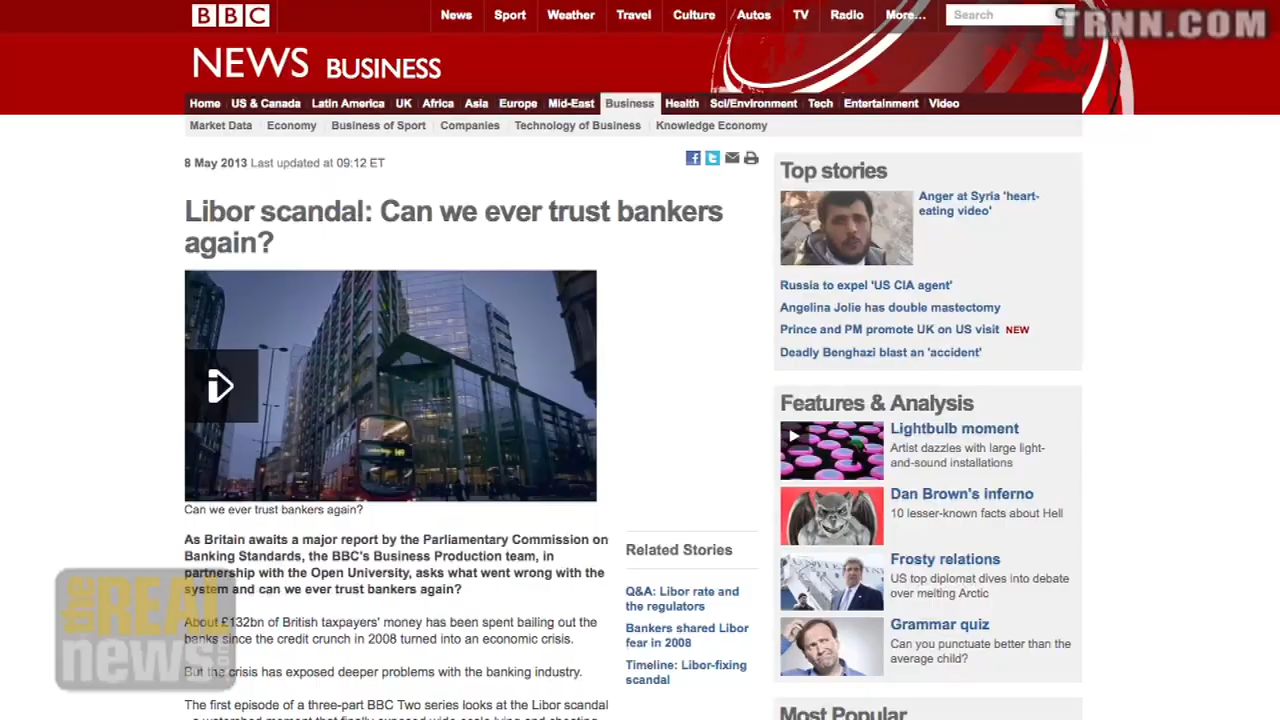 BBC
News Sport Weather Travel Culture Autos TV Radio More... Search
TRNN.COM
NEWS BUSINESS
Home US & Canada Latin America UK Africa Asia Europe Mid-East Business Health Sci/Environment Tech Entertainment Video
Market Data Economy Business of Sport Companies Technology of Business Knowledge Economy
8 May 2013 Last updated at 09:12 ET
Libor scandal: Can we ever trust bankers
again?
Can we ever trust bankers again?
As Britain awaits a major report by the Parliamentary Commission on
Banking Standards, the BBC's Business Production team, in
partnership with the Open University, asks what went wrong with the
system and can we ever trust bankers again?
About £132bn of British taxpayers' money has been spent bailing out the
banks since the credit crunch in 2008 turned into an economic crisis.
But the crisis has exposed deeper problems with the banking industry.
The first episode of a three-part BBC Two series looks at the Libor scandal
the REAL
news.com
Related Stories
Q&A: Libor rate and
the regulators
Bankers shared Libor
fear in 2008
Timeline: Libor-fixing
scandal
Top stories
Anger at Syria 'heart-
eating video'
Russia to expel 'US CIA agent'
Angelina Jolie has double mastectomy
Prince and PM promote UK on US visit NEW
Deadly Benghazi blast an 'accident'
Features & Analysis
Lightbulb moment
Artist dazzles with large light-
and-sound installations
Dan Brown's inferno
10 lesser-known facts about Hell
Frosty relations
US top diplomat dives into debate
over melting Arctic
Grammar quiz
Can you punctuate better than the
average child?
Most Popular